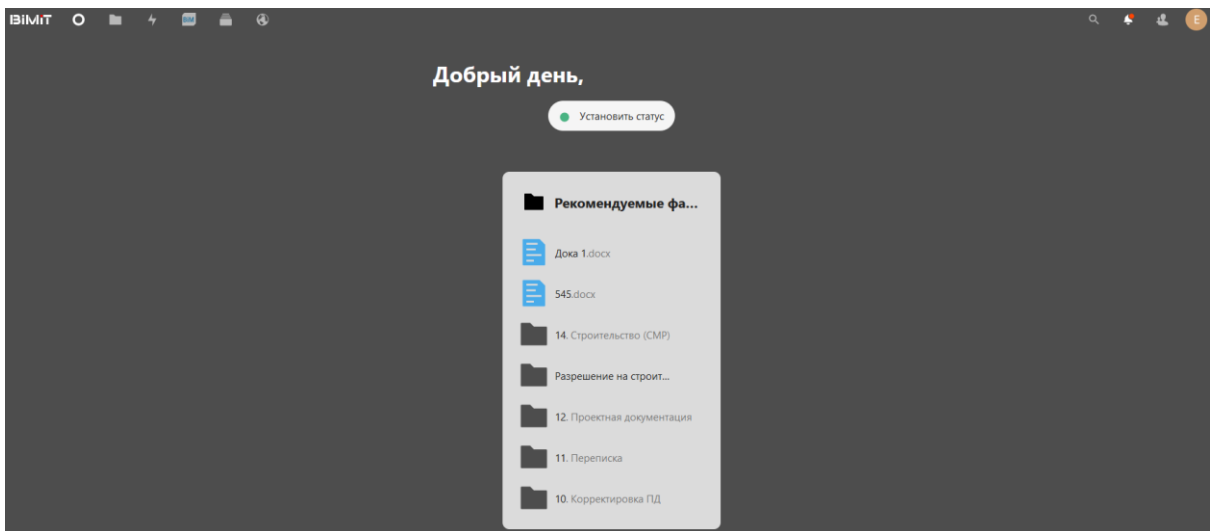 BIMIT
BIM
E
Добрый день,
Установить статус
Рекомендуемые фа...
Дока 1.docx
545.docx
14. Строительство (СМР)
Разрешение на строит...
12. Проектная документация
11. Переписка
10. Корректировка ПД